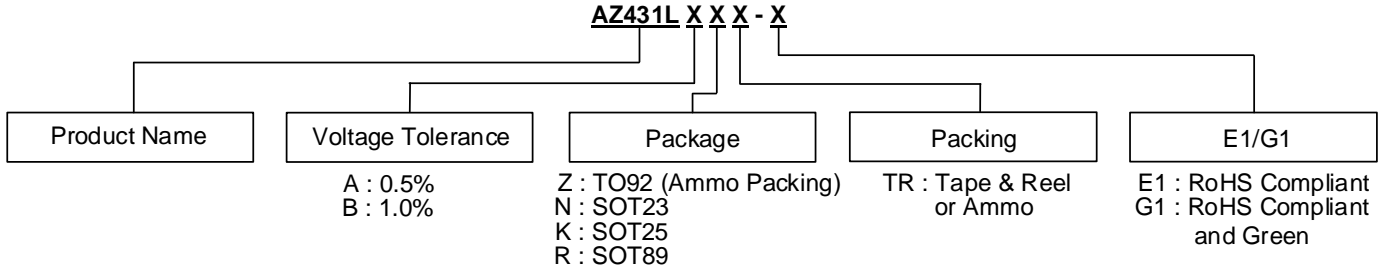 AZ431L X X X - X
Product Name
Voltage Tolerance
Package
Packing
E1/G1
A : 0.5%
B : 1.0%
Z : TO92 (Ammo Packing)
N : SOT23
K : SOT25
R : SOT89
TR : Tape & Reel
or Ammo
E1 : RoHS Compliant
G1 : RoHS Compliant
and Green